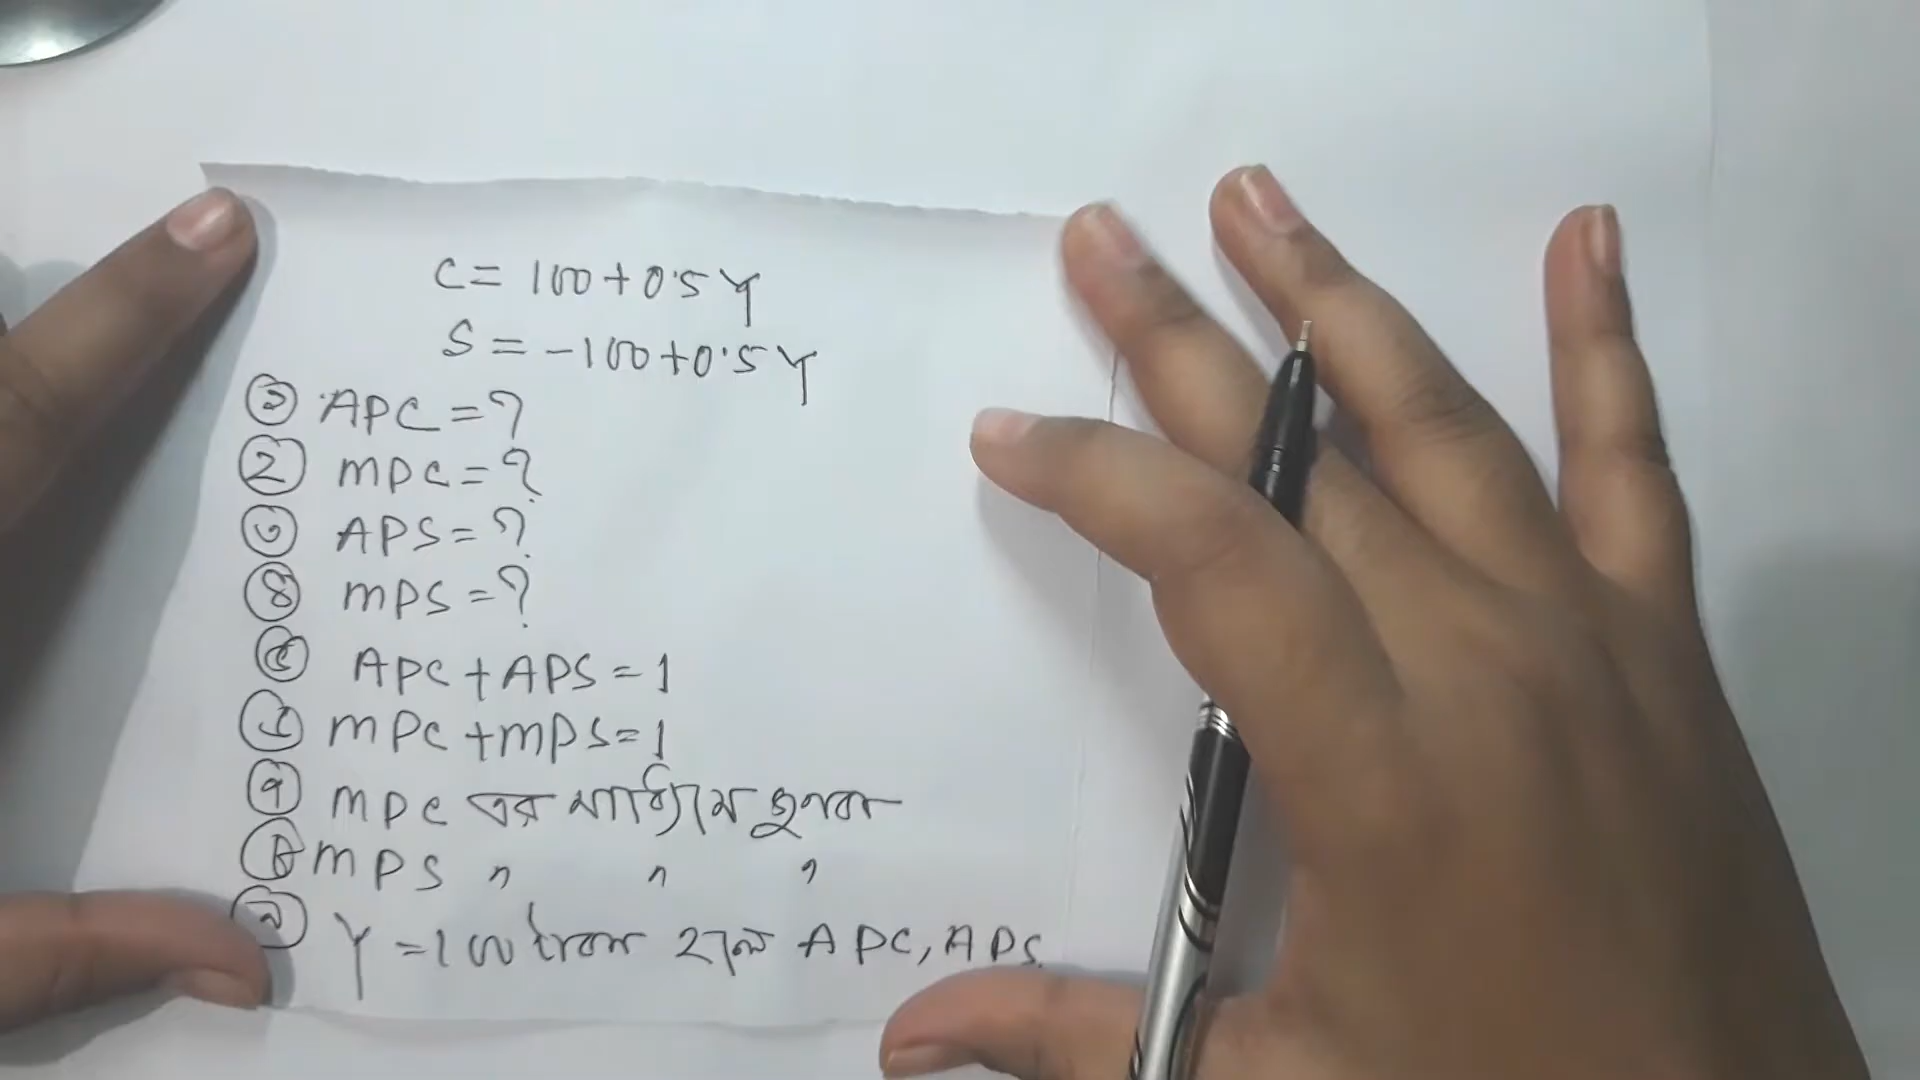 C = 100 + 0.5Y
S = -100 + 0.5Y
১ APC = ?
২ MPC = ?
৩ APS = ?
৪ MPS = ?
৫ APC + APS = 1
৬ MPC + MPS = 1
৭ MPC এর মাধ্যমে গুণক
৮ MPS " " "
৯ Y = 100 টাকা হলে APC, APS.